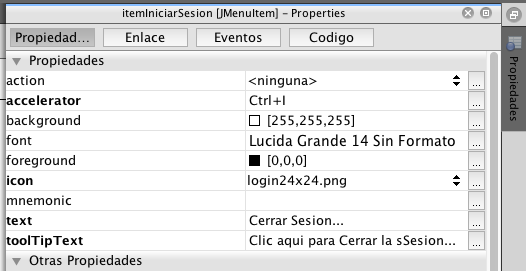 itemIniciarSesion [JMenuItem] – Properties
Propiedad... Enlace Eventos Codigo
Propiedades
action <ninguna> ...
accelerator Ctrl+I ...
background [255,255,255] ...
font Lucida Grande 14 Sin Formato ...
foreground [0,0,0] ...
icon login24x24.png ...
mnemonic ...
text Cerrar Sesion... ...
toolTipText Clic aqui para Cerrar la sSesion... ...
Otras Propiedades
Propiedades